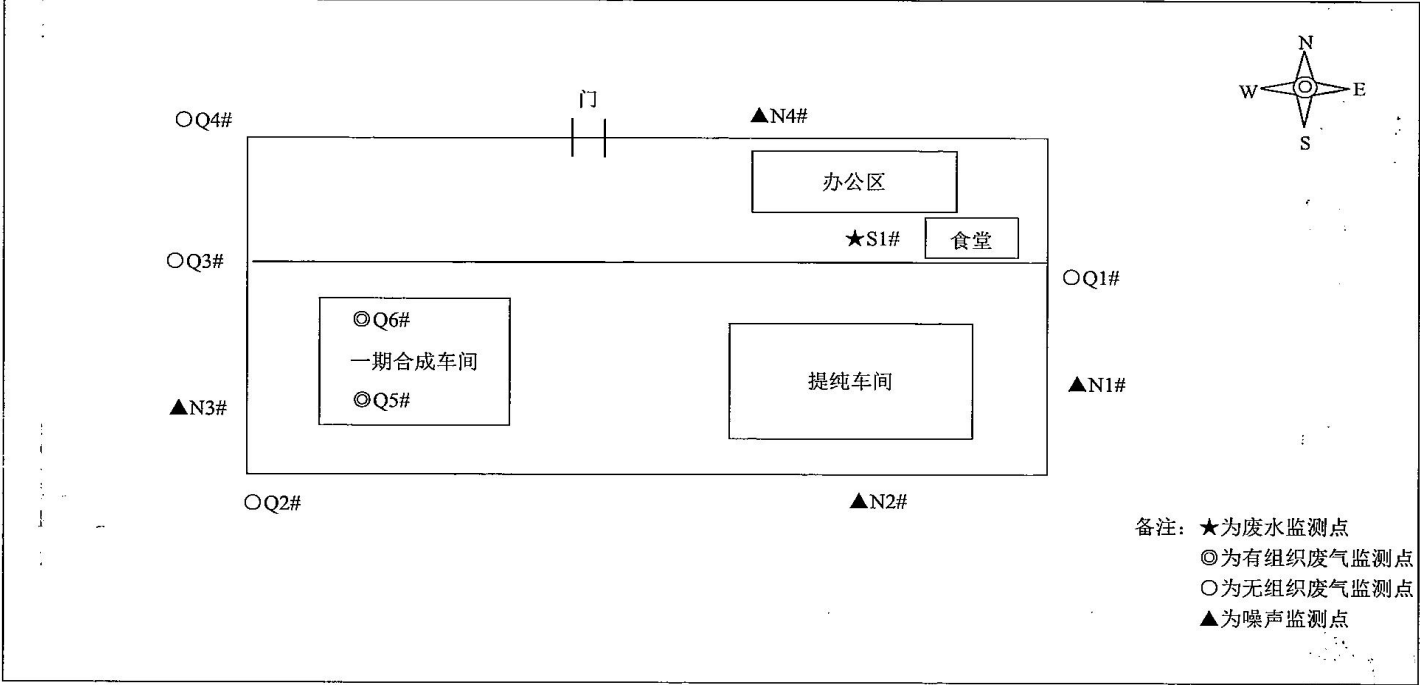 N
W E
S
门
○Q4#
▲N4#
办公区
★S1#
食堂
○Q3#
○Q1#
◎Q6#
一期合成车间
提纯车间
◎Q5#
▲N1#
▲N3#
○Q2#
▲N2#
备注：★为废水监测点
◎为有组织废气监测点
○为无组织废气监测点
▲为噪声监测点